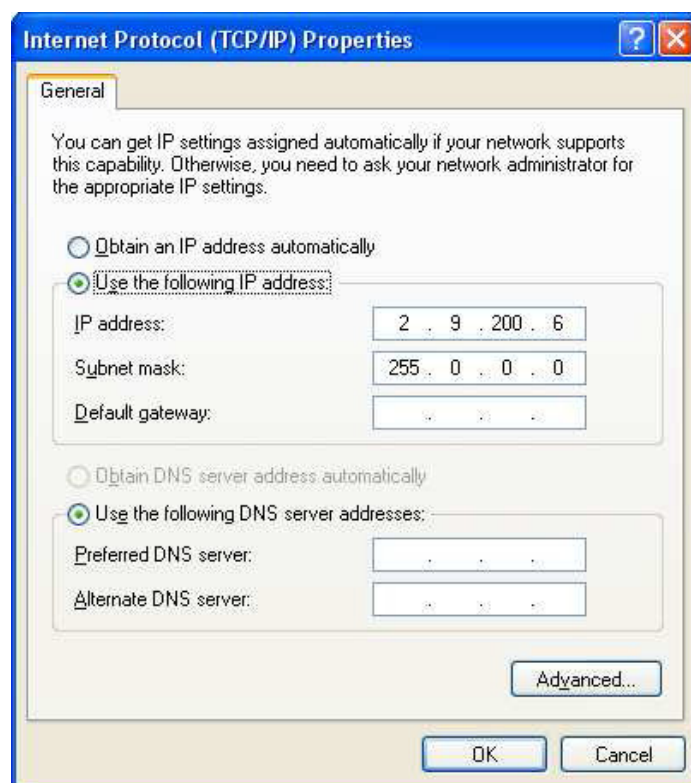 Internet Protocol (TCP/IP) Properties
General
You can get IP settings assigned automatically if your network supports
this capability. Otherwise, you need to ask your network administrator for
the appropriate IP settings.
Obtain an IP address automatically
Use the following IP address:
IP address: 2 . 9 . 200 . 6
Subnet mask: 255 . 0 . 0 . 0
Default gateway: . . .
Obtain DNS server address automatically
Use the following DNS server addresses:
Preferred DNS server: . . .
Alternate DNS server: . . .
Advanced...
OK Cancel